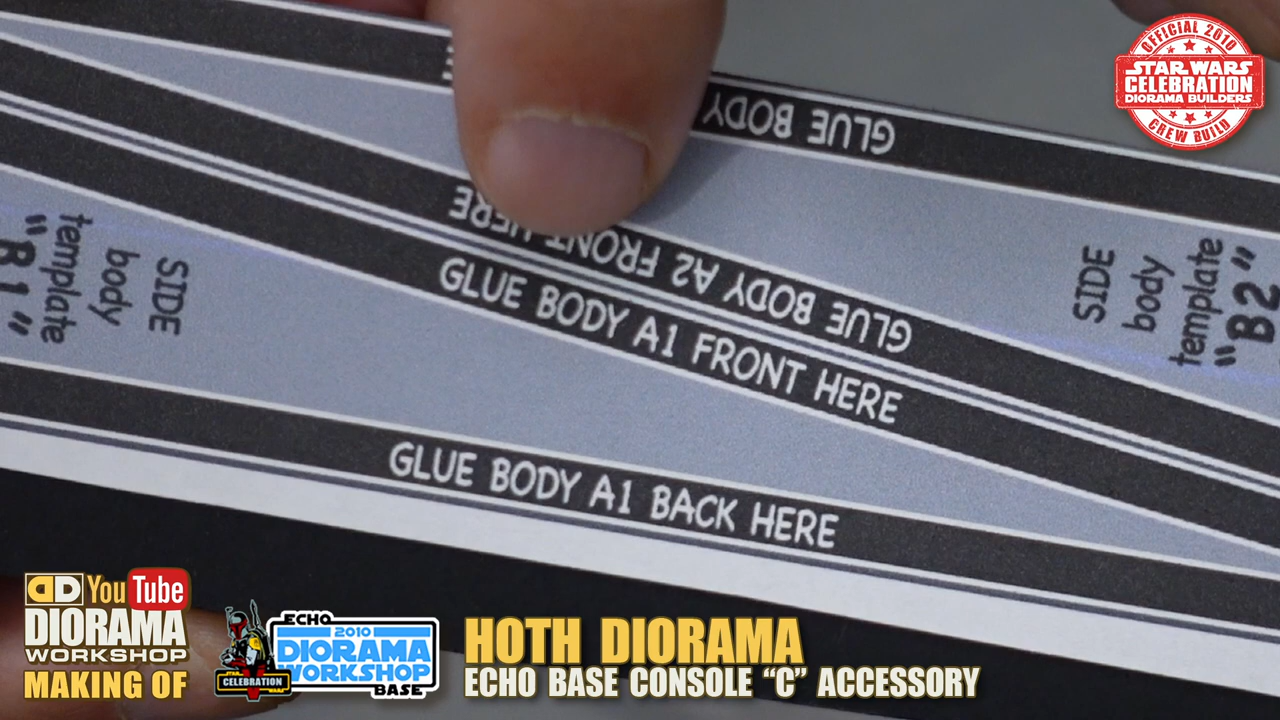 OFFICIAL 2010
STAR WARS
CELEBRATION
DIORAMA BUILDERS
CREW BUILD
GLUE BODY
GLUE BODY A2 FRONT HERE
GLUE BODY A1 FRONT HERE
GLUE BODY A1 BACK HERE
SIDE
body
template
"B1"
SIDE
body
template
"B2"
DD YouTube
DIORAMA
WORKSHOP
MAKING OF
CELEBRATION
ECHO
2010
DIORAMA
WORKSHOP
BASE
HOTH DIORAMA
ECHO BASE CONSOLE “C” ACCESSORY